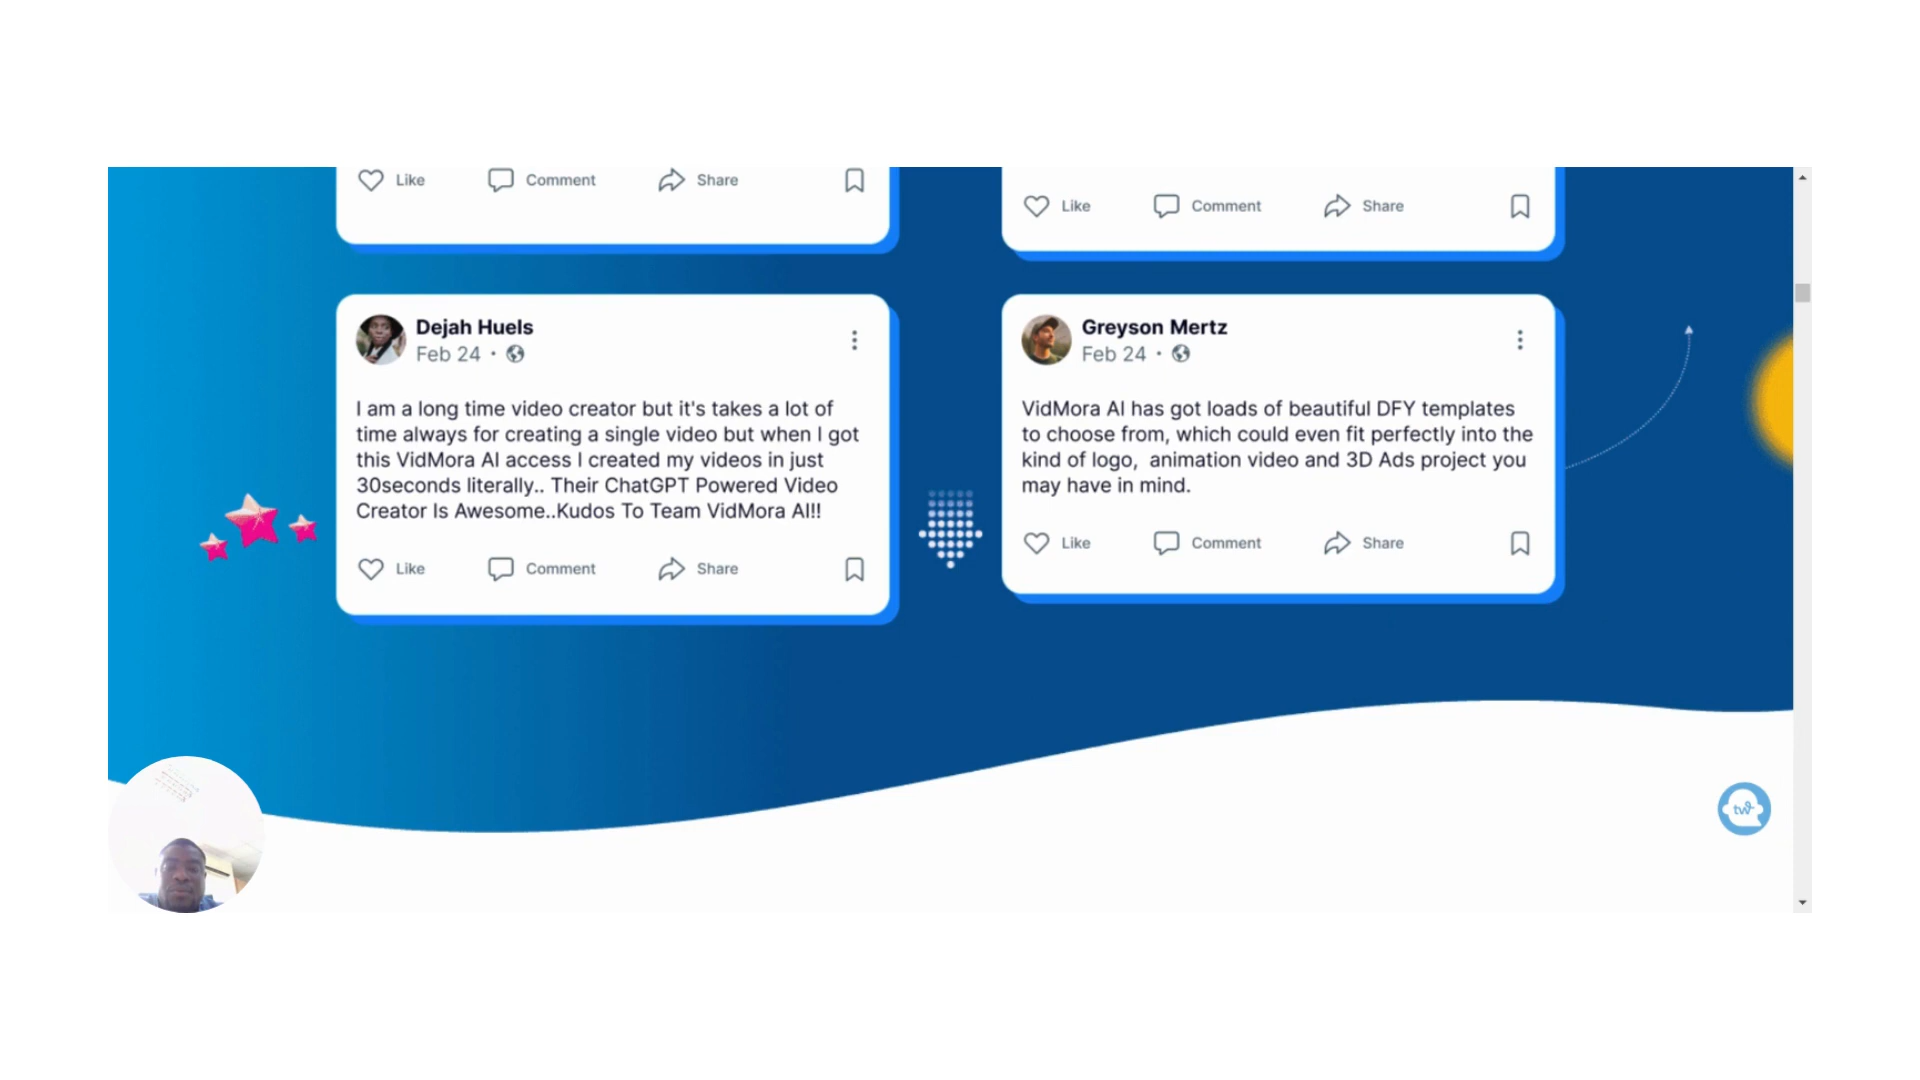 Like Comment Share
Like Comment Share
Dejah Huels
Feb 24 ·
I am a long time video creator but it's takes a lot of
time always for creating a single video but when I got
this VidMora AI access I created my videos in just
30seconds literally.. Their ChatGPT Powered Video
Creator Is Awesome..Kudos To Team VidMora AI!!
Like Comment Share
Greyson Mertz
Feb 24 ·
VidMora AI has got loads of beautiful DFY templates
to choose from, which could even fit perfectly into the
kind of logo,  animation video and 3D Ads project you
may have in mind.
Like Comment Share
tw